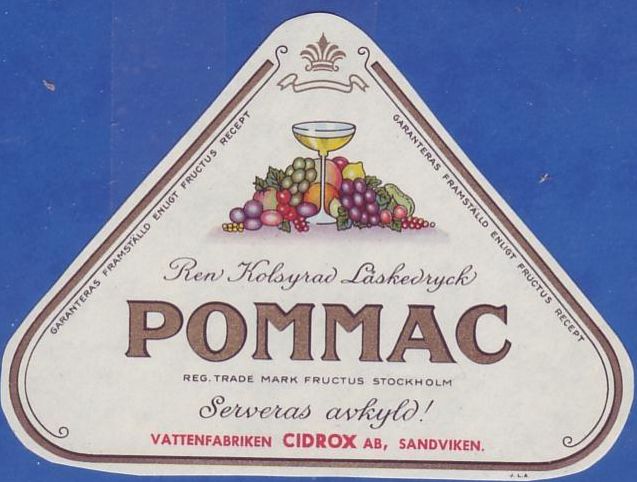 GARANTERAS FRAMSTÄLLD ENLIGT FRUCTUS RECEPT
GARANTERAS FRAMSTÄLLD ENLIGT FRUCTUS RECEPT
Ren Kolsyrad Läskedryck
POMMAC
REG. TRADE MARK FRUCTUS STOCKHOLM
Serveras avkyld!
VATTENFABRIKEN CIDROX AB, SANDVIKEN.
J.L.A.